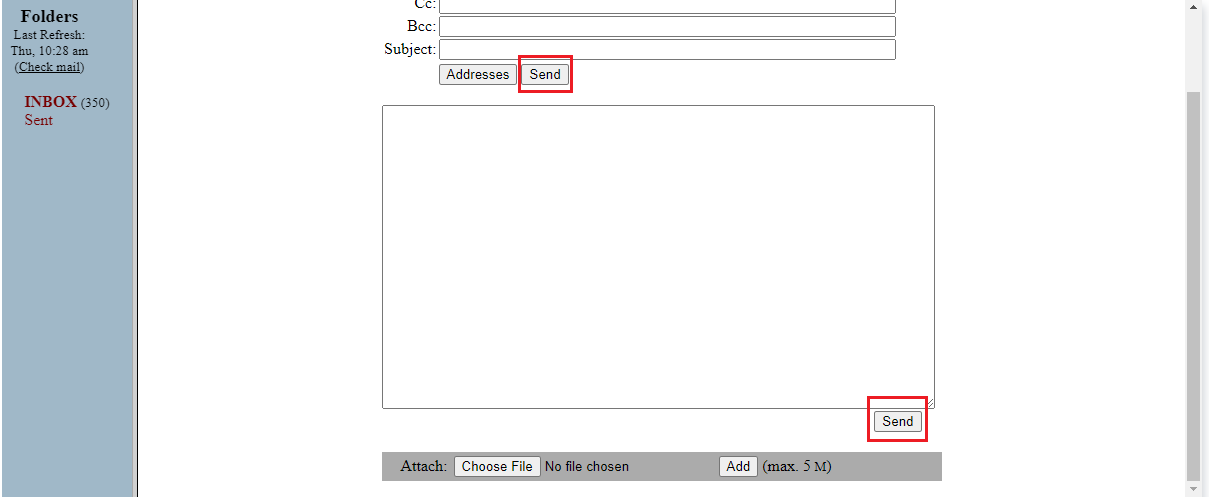 Folders
Last Refresh:
Thu, 10:28 am
(Check mail)
INBOX (350)
Sent
Cc:
Bcc:
Subject:
Addresses Send
Send
Attach: Choose File No file chosen Add (max. 5 M)